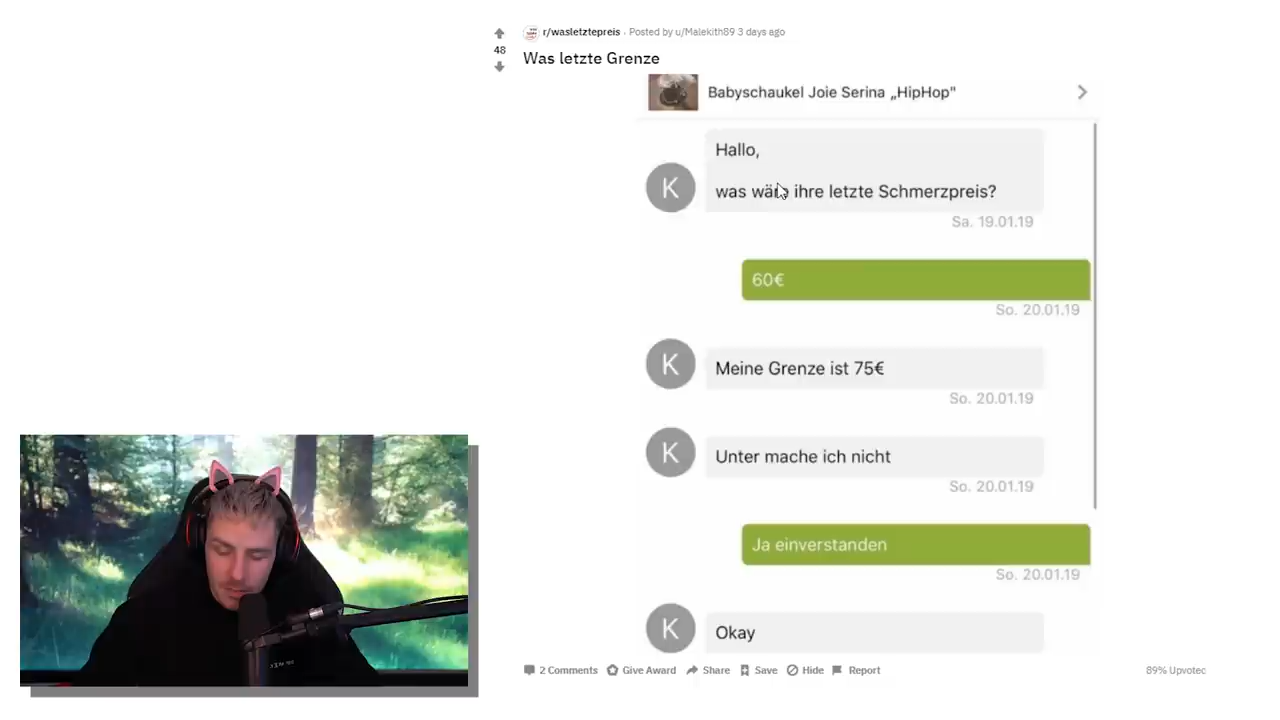 r/wasletztepreis · Posted by u/Malekith89 3 days ago
48
Was letzte Grenze
Babyschaukel Joie Serina „HipHop"
Hallo,
K
was wäre ihre letzte Schmerzpreis?
Sa. 19.01.19
60€
So. 20.01.19
K
Meine Grenze ist 75€
So. 20.01.19
K
Unter mache ich nicht
So. 20.01.19
Ja einverstanden
So. 20.01.19
K
Okay
2 Comments Give Award Share Save Hide Report 89% Upvotec